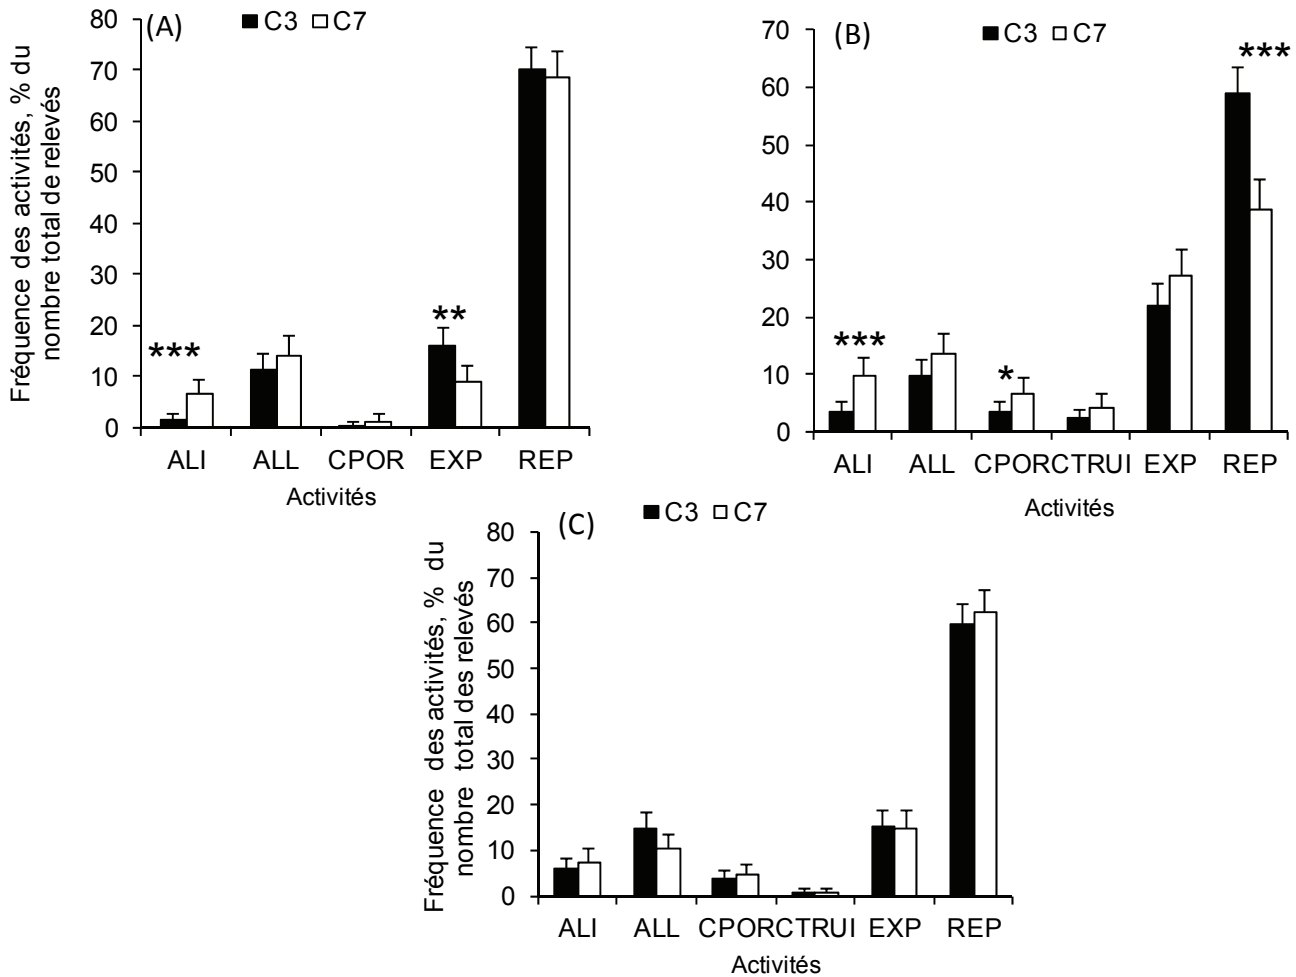 (A)
C3 C7
Fréquence des activités, % du
nombre total de relevés
80
70
60
50
40
30
20
10
0
***
**
ALI ALL CPOR EXP REP
Activités
(B)
C3 C7
70
60
50
40
30
20
10
0
***
*
***
ALI ALL CPORCTRUI EXP REP
Activités
(C)
C3 C7
Fréquence des activités, % du
nombre total des relevés
80
70
60
50
40
30
20
10
0
ALI ALL CPORCTRUI EXP REP
Activités